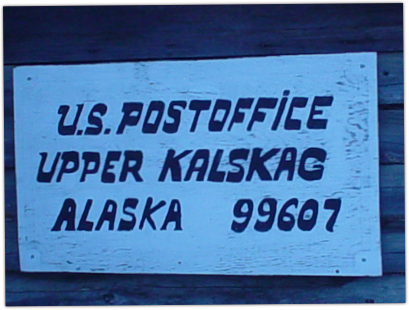 U.S. POSTOFFiCE
UPPER KALSKAG
ALASKA 99607